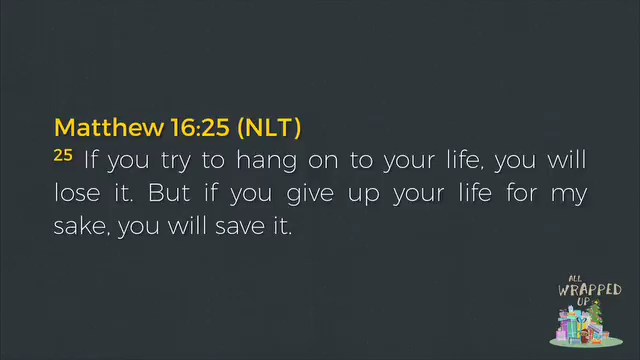 Matthew 16:25 (NLT)
25 If you try to hang on to your life, you will
lose it. But if you give up your life for my
sake, you will save it.
ALL
WRAPPED
UP